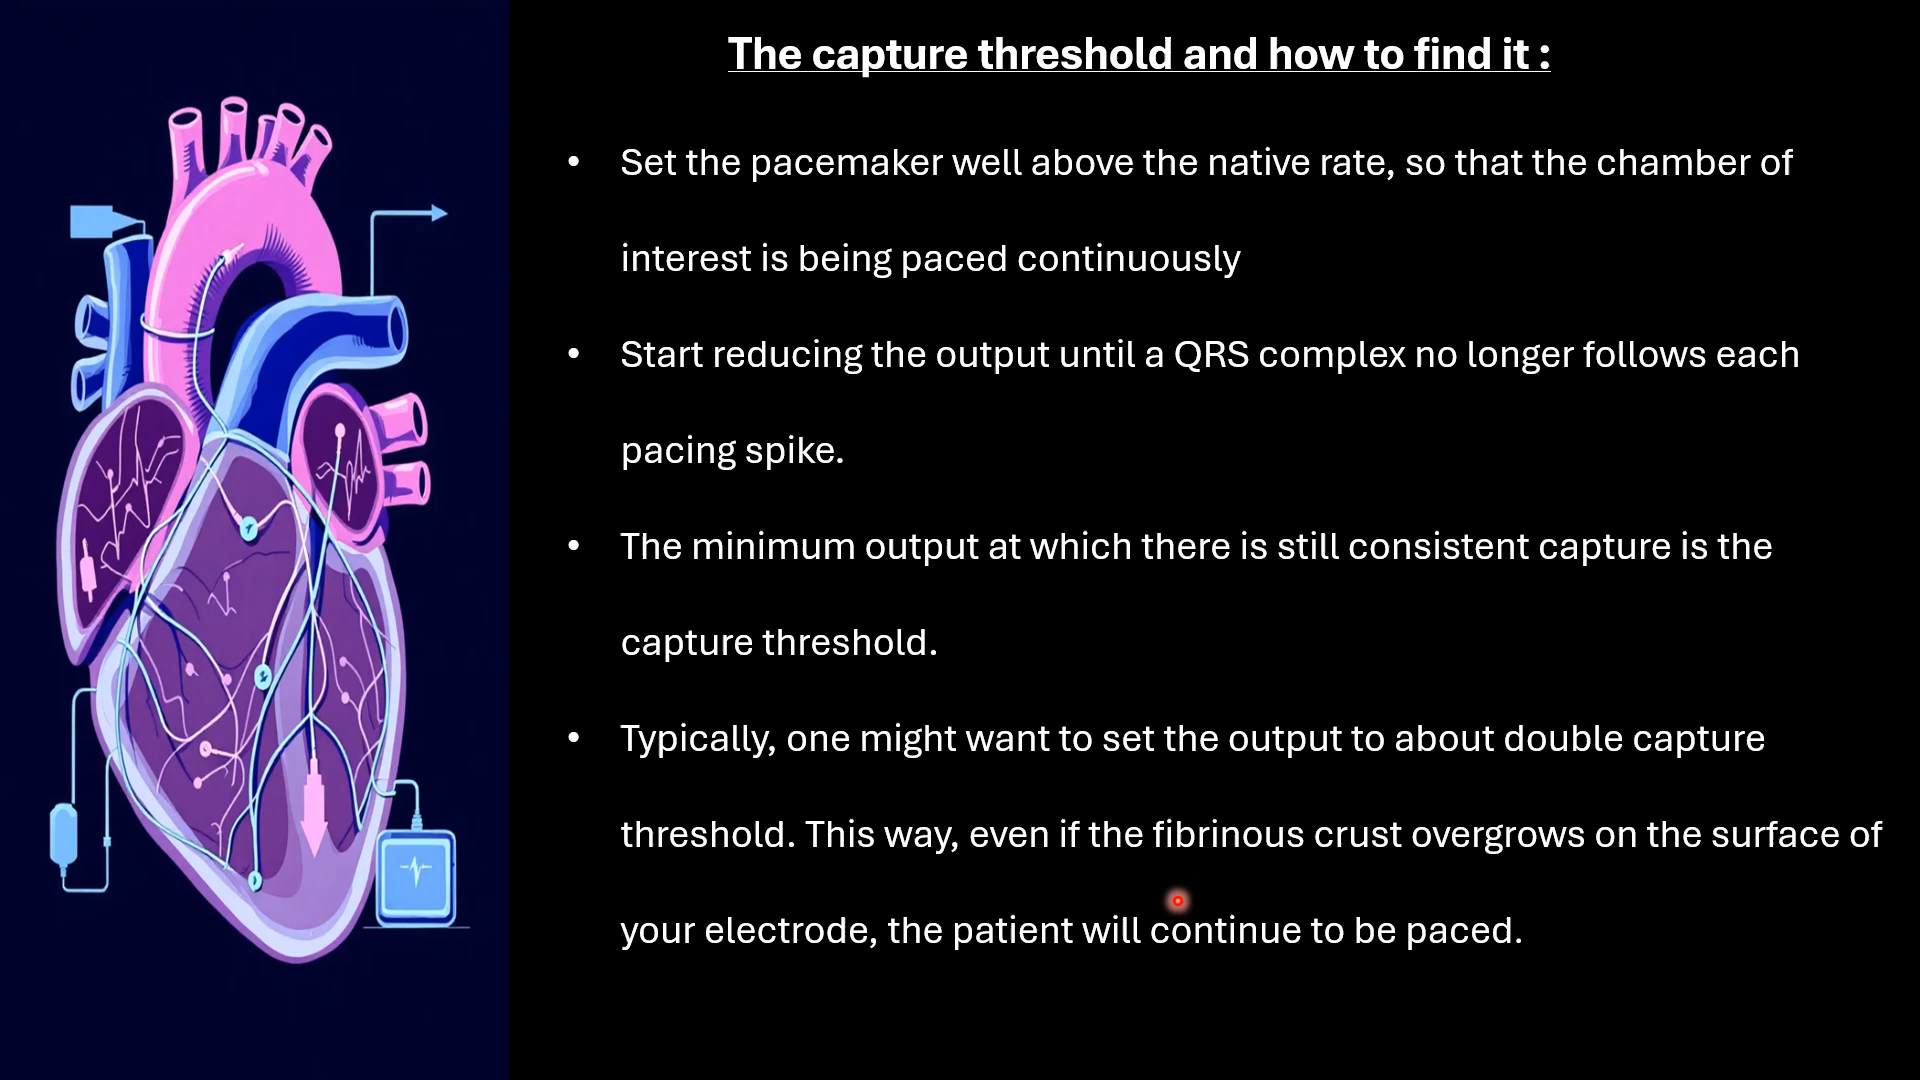 The capture threshold and how to find it :
• Set the pacemaker well above the native rate, so that the chamber of
interest is being paced continuously
• Start reducing the output until a QRS complex no longer follows each
pacing spike.
• The minimum output at which there is still consistent capture is the
capture threshold.
• Typically, one might want to set the output to about double capture
threshold. This way, even if the fibrinous crust overgrows on the surface of
your electrode, the patient will continue to be paced.